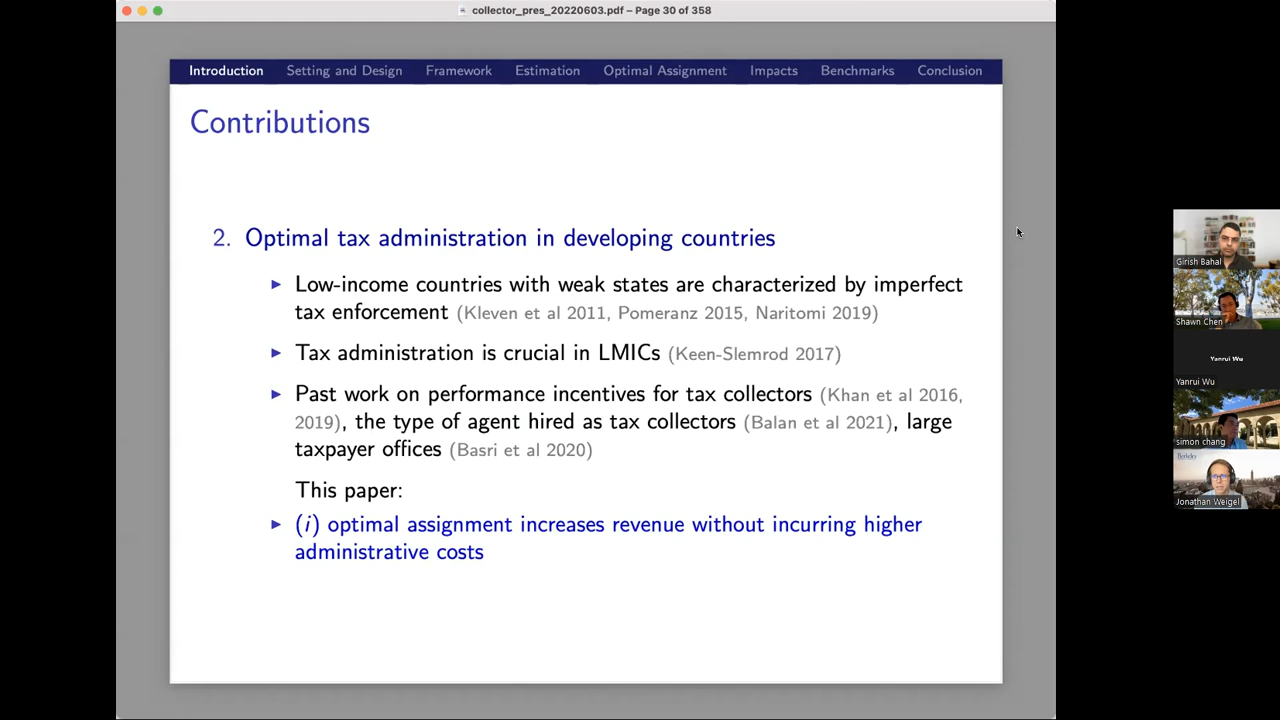 collector_pres_20220603.pdf – Page 30 of 358
Introduction Setting and Design Framework Estimation Optimal Assignment Impacts Benchmarks Conclusion
Contributions
2. Optimal tax administration in developing countries
▶ Low-income countries with weak states are characterized by imperfect
tax enforcement (Kleven et al 2011, Pomeranz 2015, Naritomi 2019)
▶ Tax administration is crucial in LMICs (Keen-Slemrod 2017)
▶ Past work on performance incentives for tax collectors (Khan et al 2016,
2019), the type of agent hired as tax collectors (Balan et al 2021), large
taxpayer offices (Basri et al 2020)
This paper:
▶ (i) optimal assignment increases revenue without incurring higher
administrative costs
Girish Bahal
Shawn Chen
Yanrui Wu
Yanrui Wu
simon chang
Berkeley
Jonathan Weigel